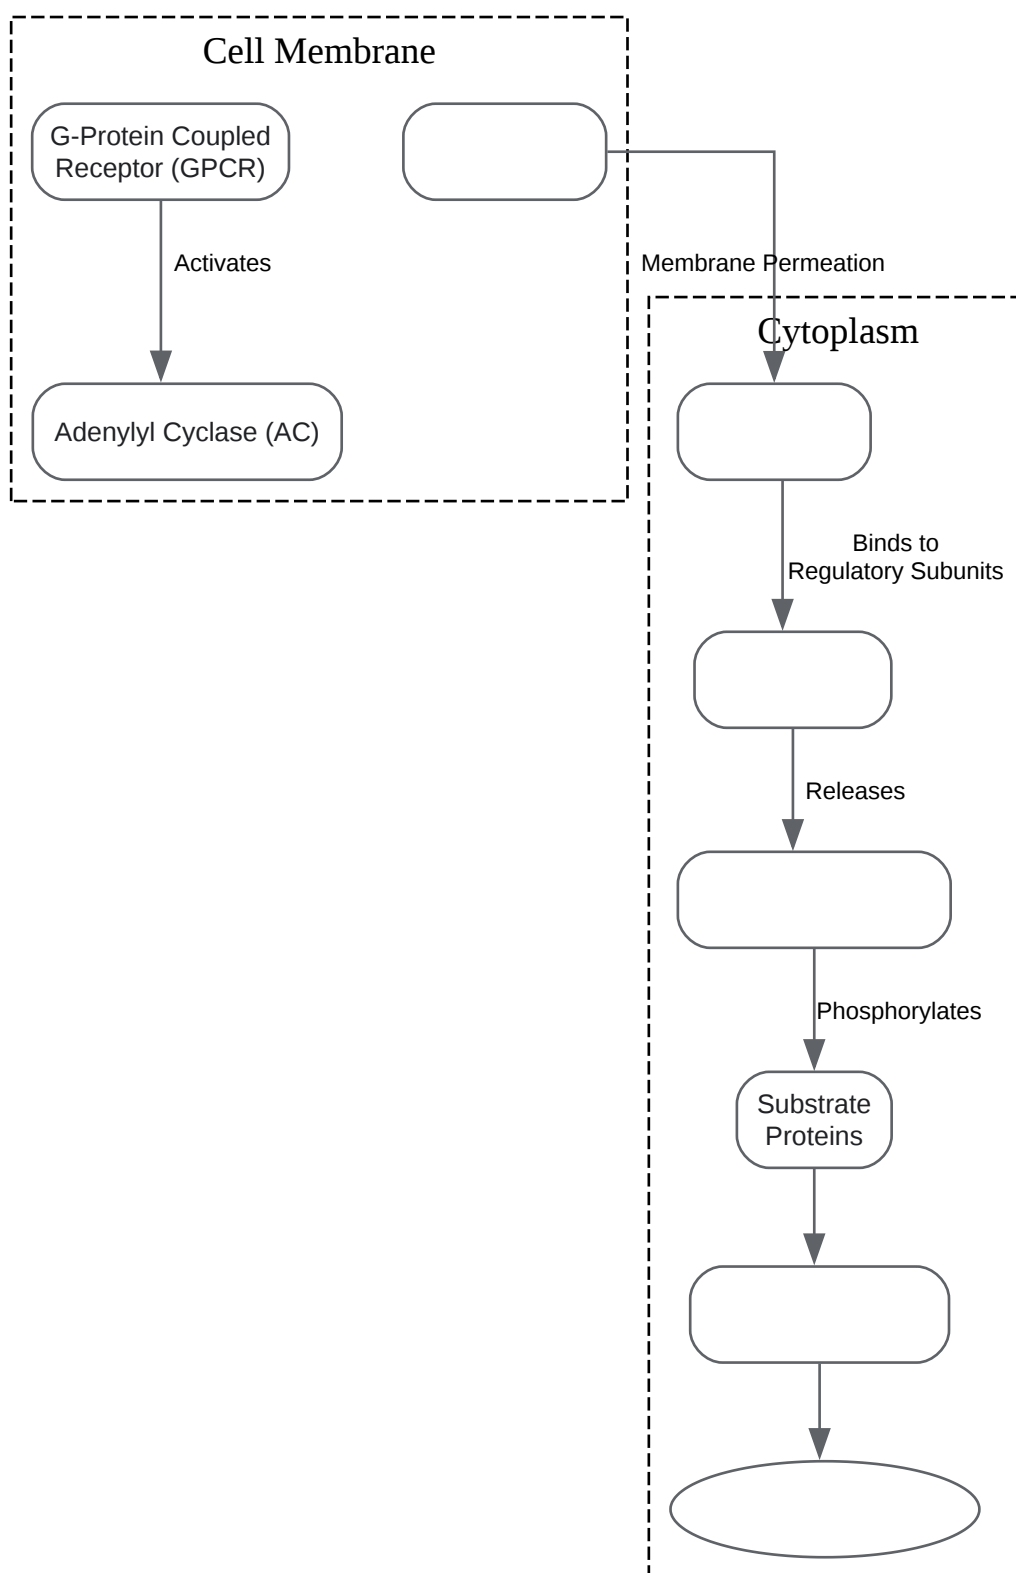 Cell Membrane
G-Protein Coupled
Receptor (GPCR)
Activates
Membrane Permeation
Cytoplasm
Adenylyl Cyclase (AC)
Binds to
Regulatory Subunits
Releases
Phosphorylates
Substrate
Proteins